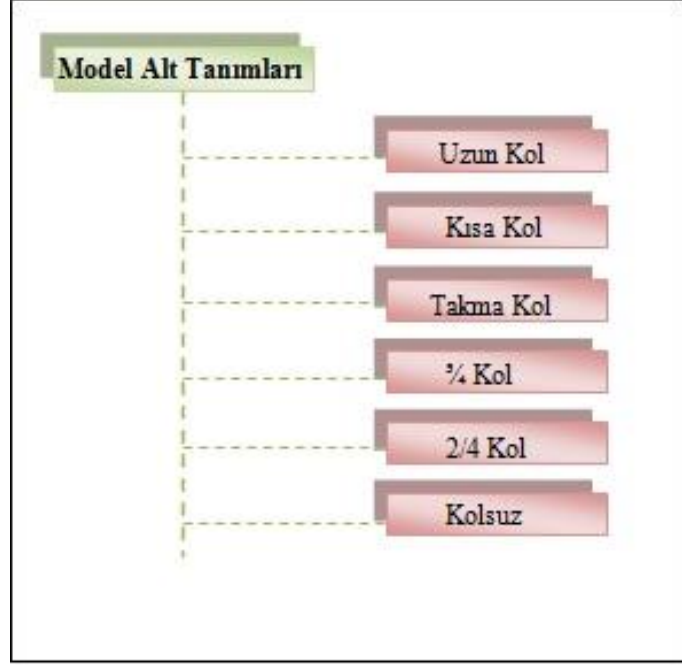 Model Alt Tanımları
Uzun Kol
Kısa Kol
Takma Kol
¾ Kol
2/4 Kol
Kolsuz